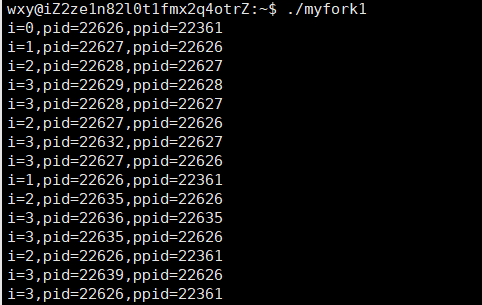 wxy@iZ2ze1n82l0t1fmx2q4otrZ:~$ ./myfork1
i=0,pid=22626,ppid=22361
i=1,pid=22627,ppid=22626
i=2,pid=22628,ppid=22627
i=3,pid=22629,ppid=22628
i=3,pid=22628,ppid=22627
i=2,pid=22627,ppid=22626
i=3,pid=22632,ppid=22627
i=3,pid=22627,ppid=22626
i=1,pid=22626,ppid=22361
i=2,pid=22635,ppid=22626
i=3,pid=22636,ppid=22635
i=3,pid=22635,ppid=22626
i=2,pid=22626,ppid=22361
i=3,pid=22639,ppid=22626
i=3,pid=22626,ppid=22361